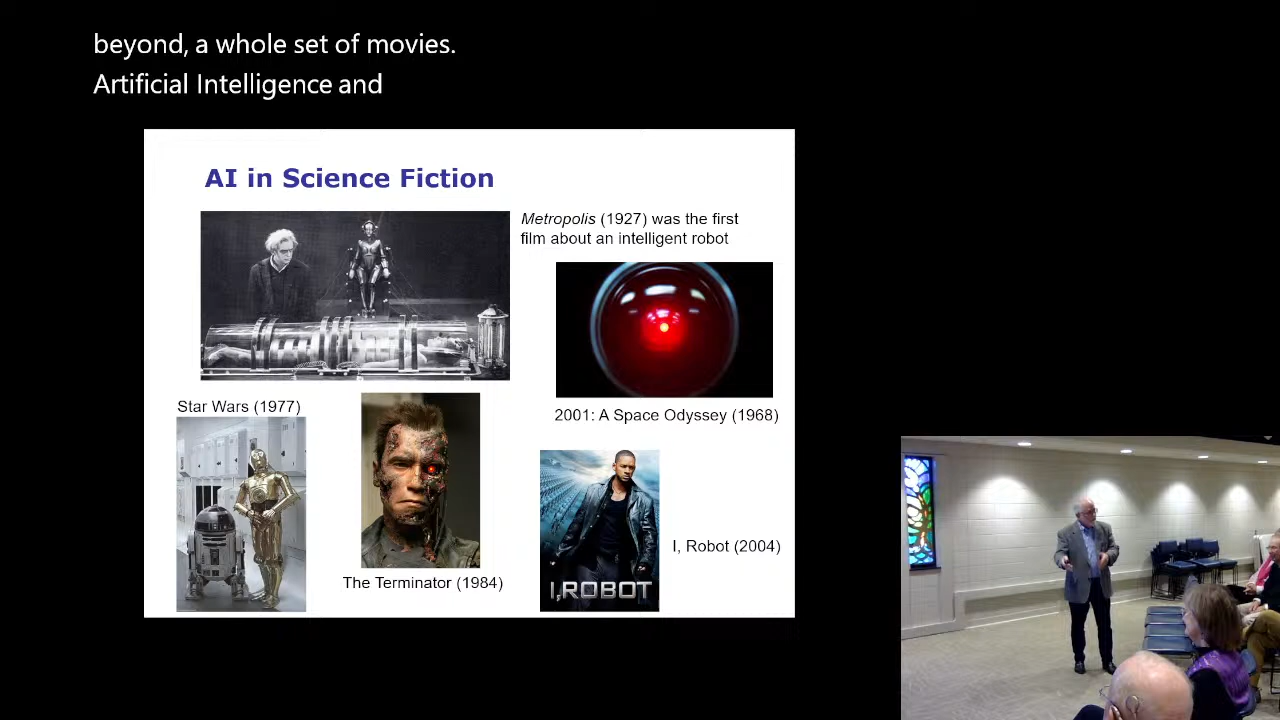 beyond, a whole set of movies.
Artificial Intelligence and
AI in Science Fiction
Metropolis (1927) was the first
film about an intelligent robot
2001: A Space Odyssey (1968)
Star Wars (1977)
The Terminator (1984)
I,ROBOT
I, Robot (2004)